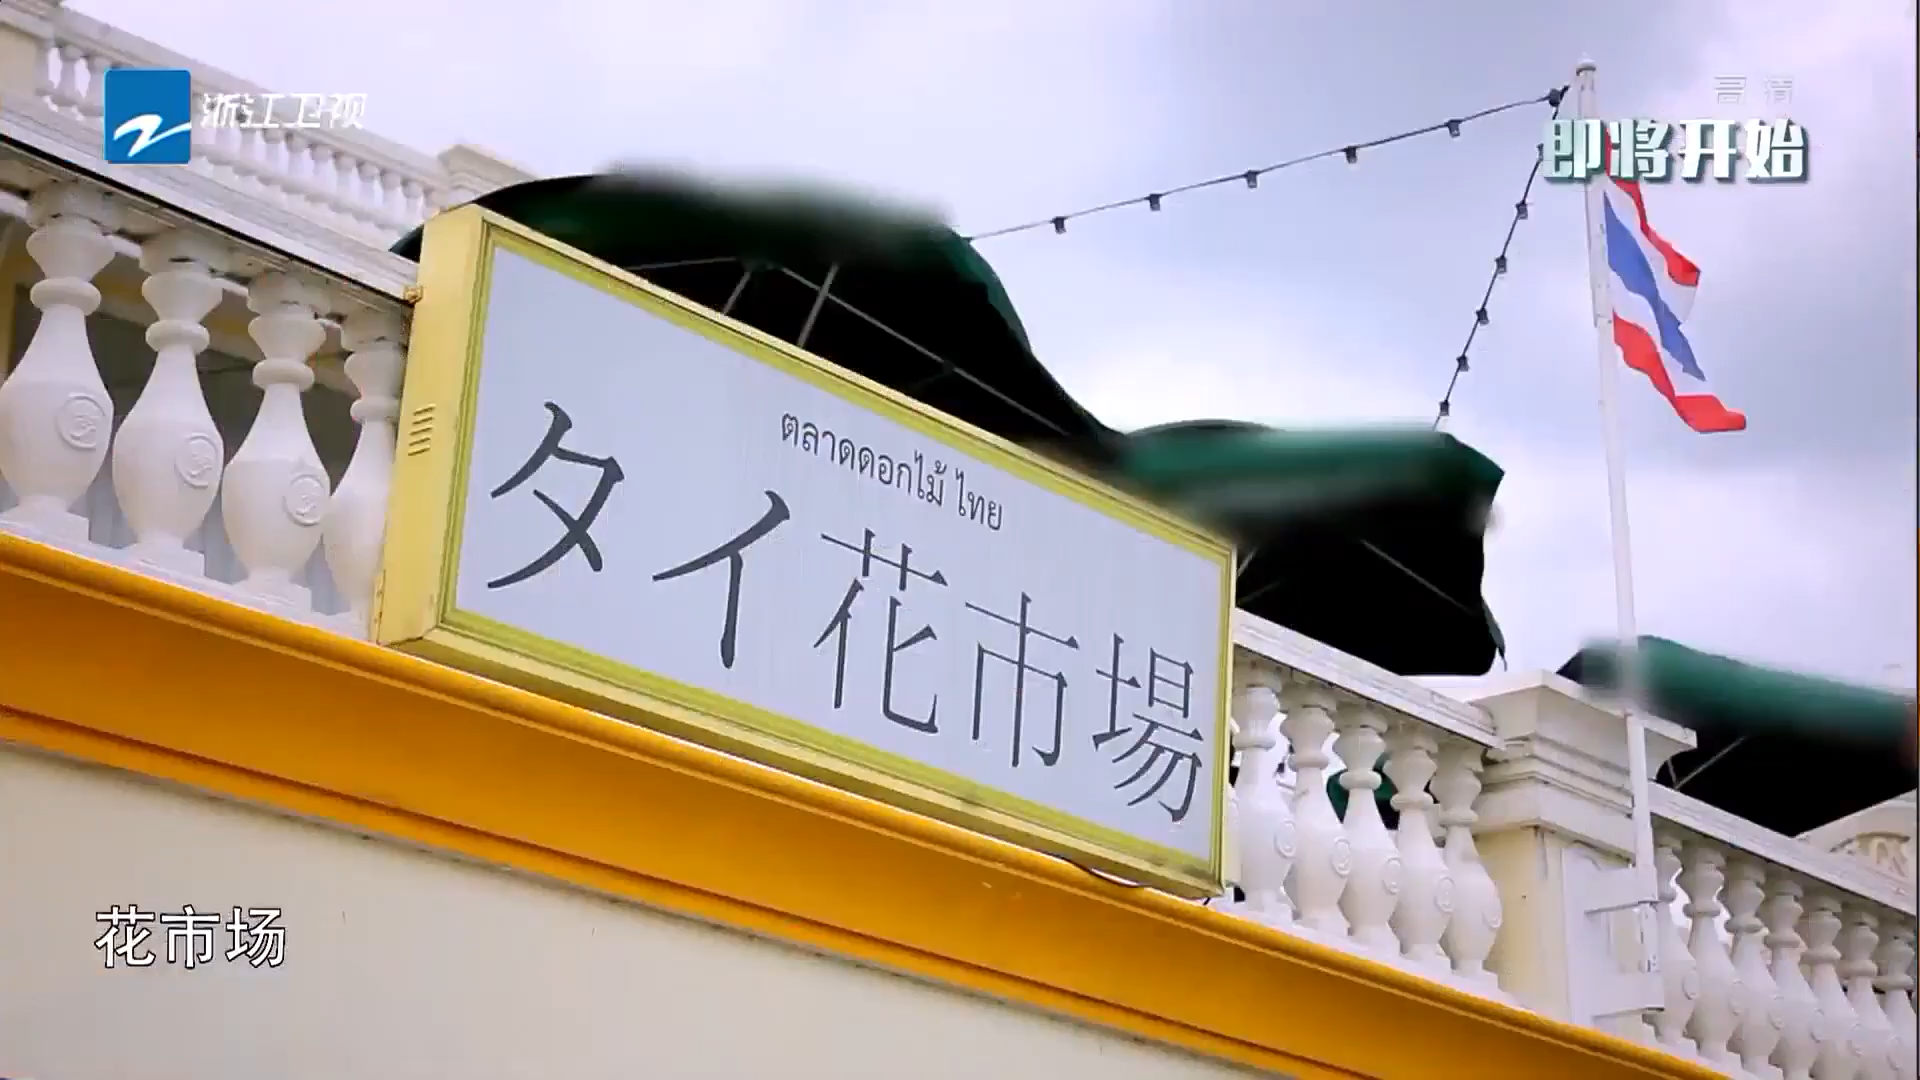 浙江卫视
高清
即将开始
ตลาดดอกไม้ ไทย
タイ花市場
花市场